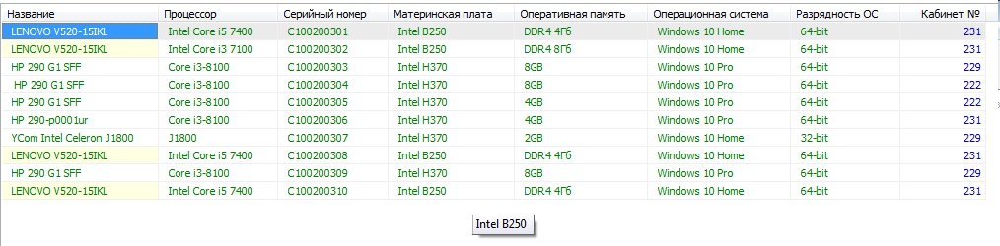 Название Процессор Серийный номер Материнская плата Оперативная память Операционная система Разрядность ОС Кабинет №
LENOVO V520-15IKL Intel Core i5 7400 C100200301 Intel B250 DDR4 4Гб Windows 10 Home 64-bit 231
LENOVO V520-15IKL Intel Core i3 7100 C100200302 Intel B250 DDR4 8Гб Windows 10 Home 64-bit 231
HP 290 G1 SFF Core i3-8100 C100200303 Intel H370 8GB Windows 10 Pro 64-bit 229
HP 290 G1 SFF Core i3-8100 C100200304 Intel H370 8GB Windows 10 Pro 64-bit 222
HP 290 G1 SFF Core i3-8100 C100200305 Intel H370 4GB Windows 10 Pro 64-bit 222
HP 290-p0001ur Core i3-8100 C100200306 Intel H370 4GB Windows 10 Pro 64-bit 231
YCom Intel Celeron J1800 J1800 C100200307 Intel H370 2GB Windows 10 Home 32-bit 229
LENOVO V520-15IKL Intel Core i5 7400 C100200308 Intel B250 DDR4 4Гб Windows 10 Home 64-bit 231
HP 290 G1 SFF Core i3-8100 C100200309 Intel H370 8GB Windows 10 Pro 64-bit 229
LENOVO V520-15IKL Intel Core i5 7400 C100200310 Intel B250 DDR4 4Гб Windows 10 Home 64-bit 231
Intel B250